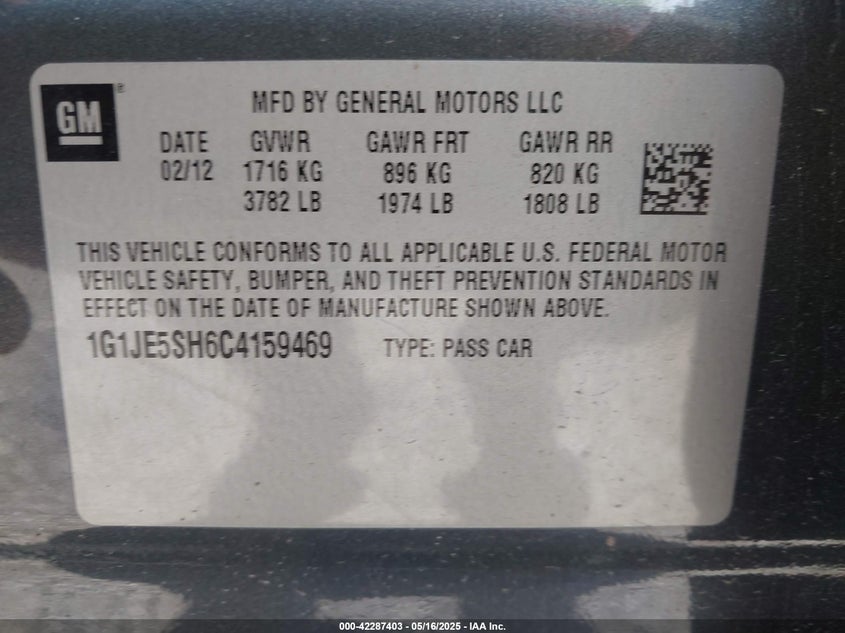 GM
MFD BY GENERAL MOTORS LLC
DATE GVWR GAWR FRT GAWR RR
02/12 1716 KG 896 KG 820 KG
3782 LB 1974 LB 1808 LB
THIS VEHICLE CONFORMS TO ALL APPLICABLE U.S. FEDERAL MOTOR
VEHICLE SAFETY, BUMPER, AND THEFT PREVENTION STANDARDS IN
EFFECT ON THE DATE OF MANUFACTURE SHOWN ABOVE.
1G1JE5SH6C4159469 TYPE: PASS CAR
000-42287403 - 05/16/2025 - IAA Inc.